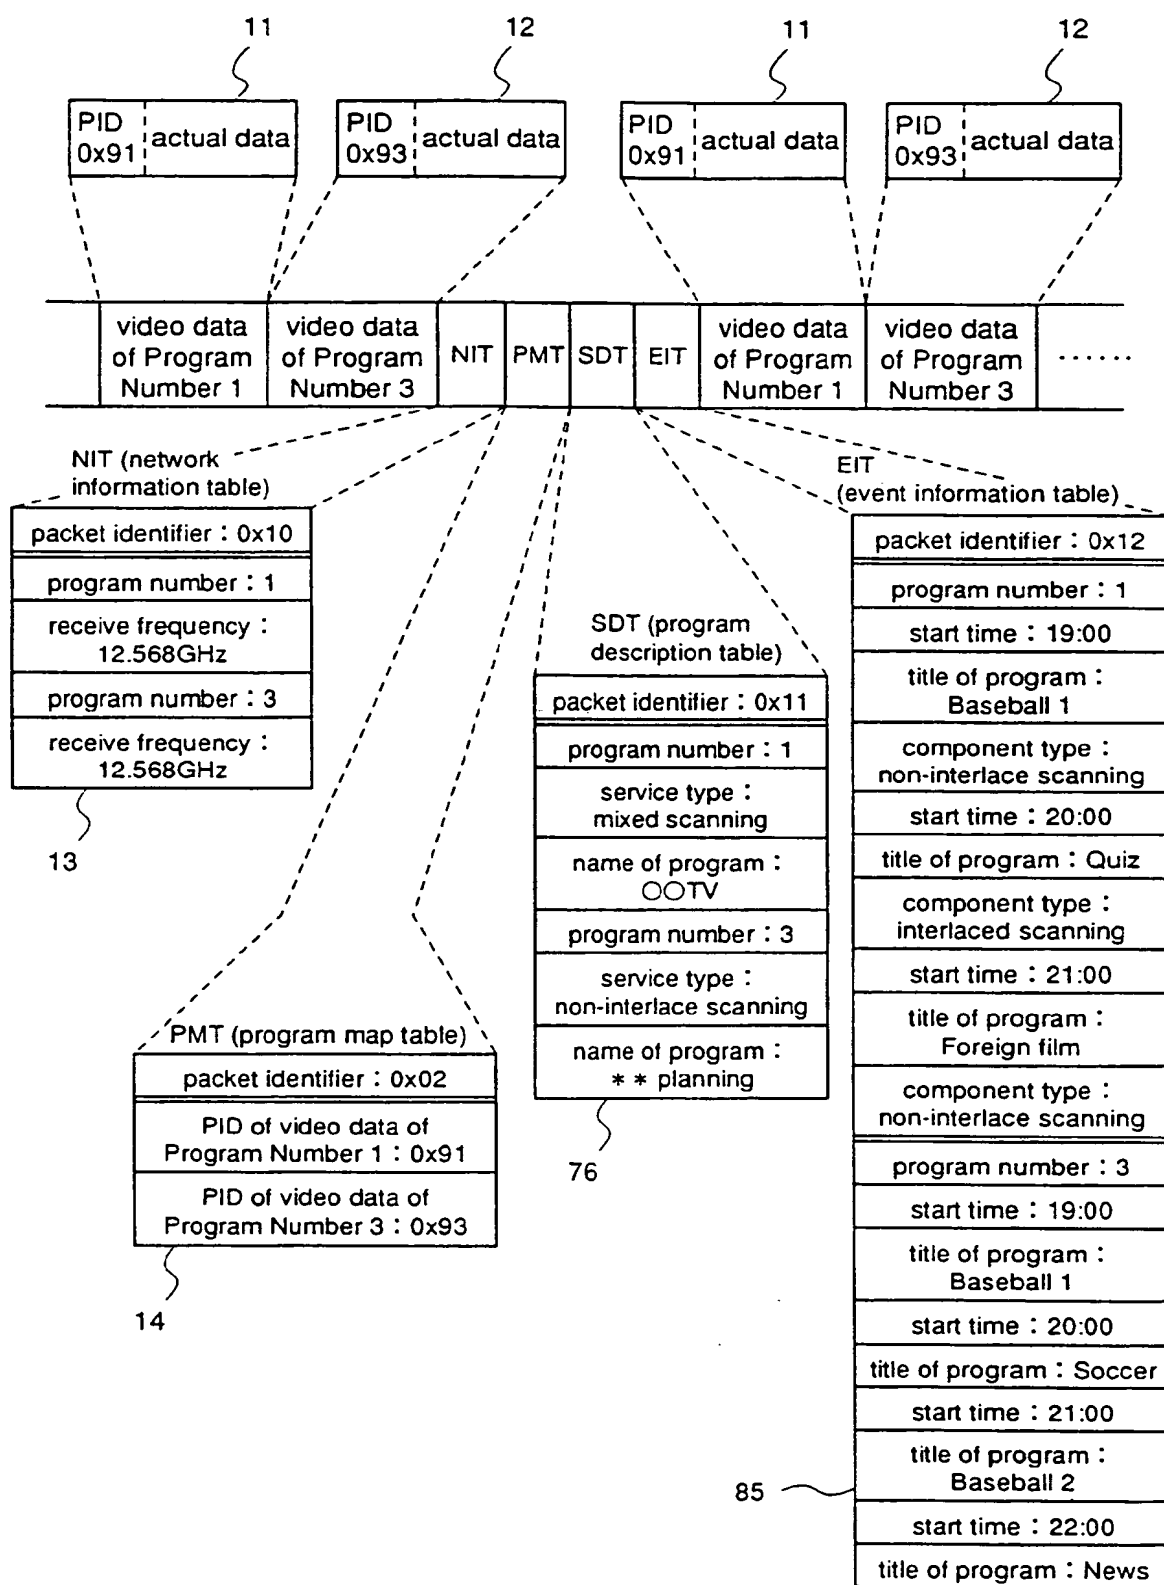 11
12
11
12
PID
0x91
actual data
PID
0x93
actual data
PID
0x91
actual data
PID
0x93
actual data
video data
of Program
Number 1
video data
of Program
Number 3
NIT
PMT
SDT
EIT
video data
of Program
Number 1
video data
of Program
Number 3
······
NIT (network
information table)
packet identifier : 0x10
program number : 1
receive frequency :
12.568GHz
program number : 3
receive frequency :
12.568GHz
13
PMT (program map table)
packet identifier : 0x02
PID of video data of
Program Number 1 : 0x91
PID of video data of
Program Number 3 : 0x93
14
SDT (program
description table)
packet identifier : 0x11
program number : 1
service type :
mixed scanning
name of program :
○○TV
program number : 3
service type :
non-interlace scanning
name of program :
** planning
76
EIT
(event information table)
packet identifier : 0x12
program number : 1
start time : 19:00
title of program :
Baseball 1
component type :
non-interlace scanning
start time : 20:00
title of program : Quiz
component type :
interlaced scanning
start time : 21:00
title of program :
Foreign film
component type :
non-interlace scanning
program number : 3
start time : 19:00
title of program :
Baseball 1
start time : 20:00
title of program : Soccer
start time : 21:00
title of program :
Baseball 2
start time : 22:00
title of program : News
85